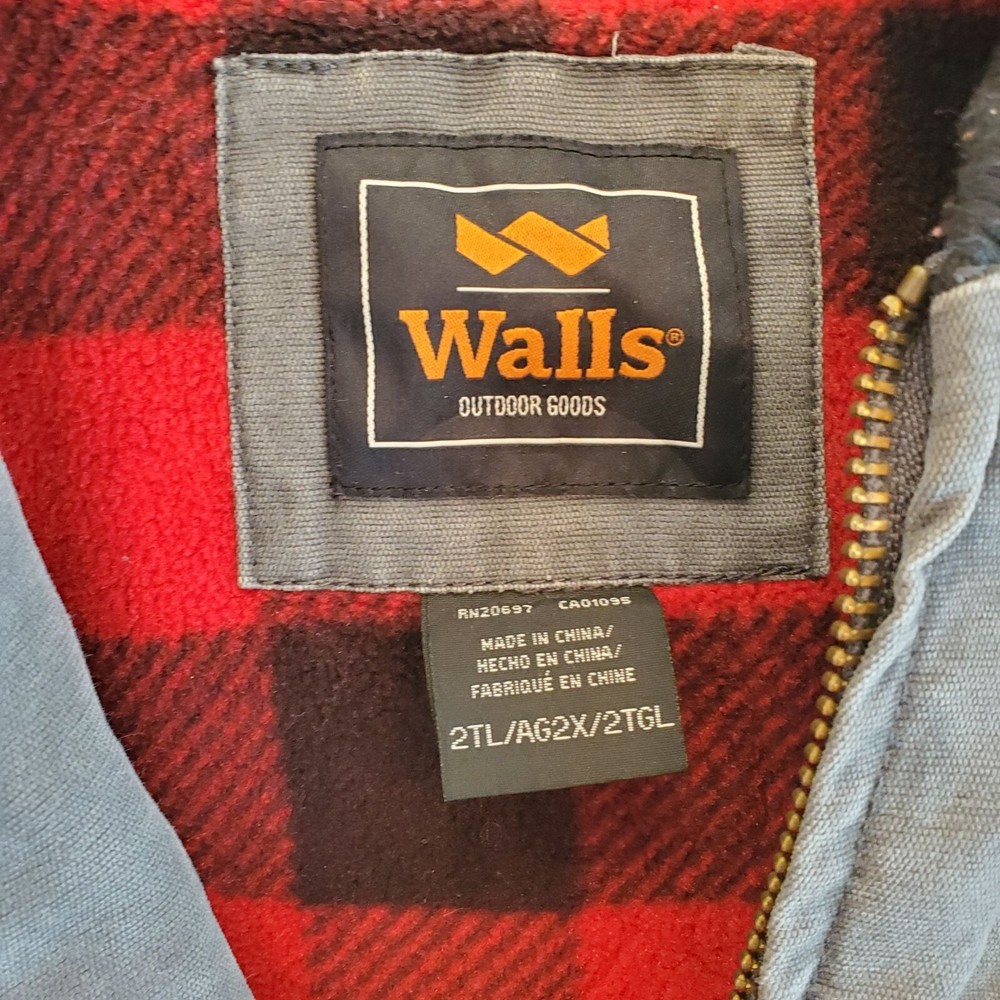 Walls®
OUTDOOR GOODS
RN20697 CA01095
MADE IN CHINA/
HECHO EN CHINA/
FABRIQUÉ EN CHINE
2TL/AG2X/2TGL